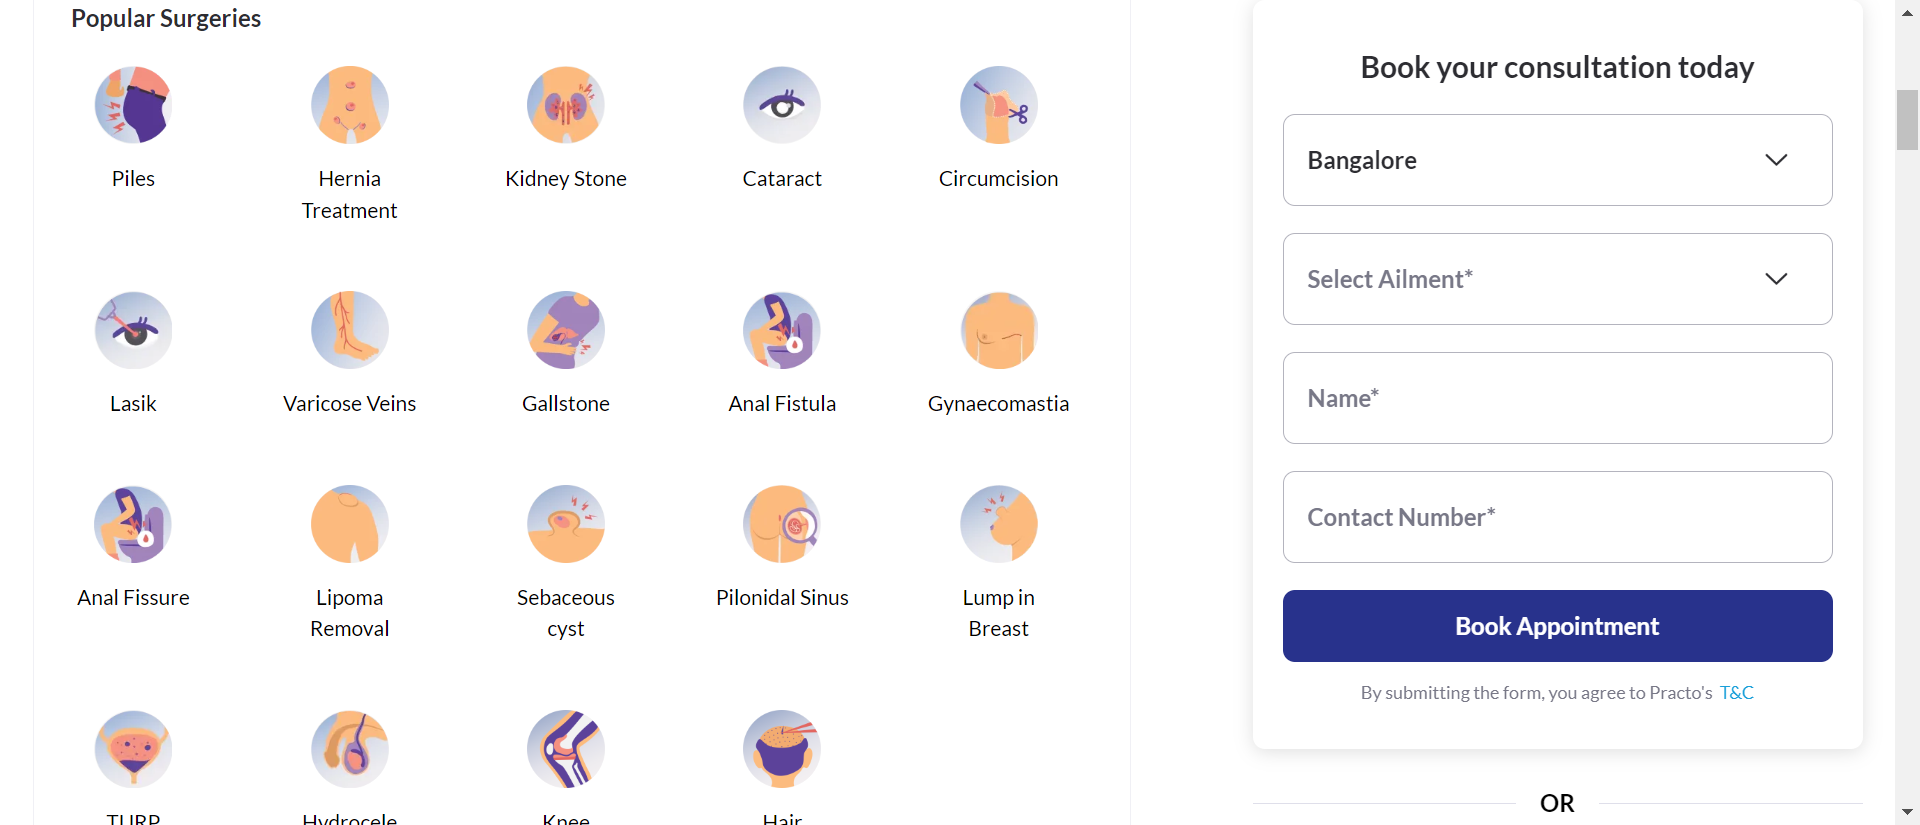 Popular Surgeries
Piles
Hernia
Treatment
Kidney Stone
Cataract
Circumcision
Lasik
Varicose Veins
Gallstone
Anal Fistula
Gynaecomastia
Anal Fissure
Lipoma
Removal
Sebaceous
cyst
Pilonidal Sinus
Lump in
Breast
TURP
Hydrocele
Knee
Hair
Book your consultation today
Bangalore
Select Ailment*
Name*
Contact Number*
Book Appointment
By submitting the form, you agree to Practo's T&C
OR